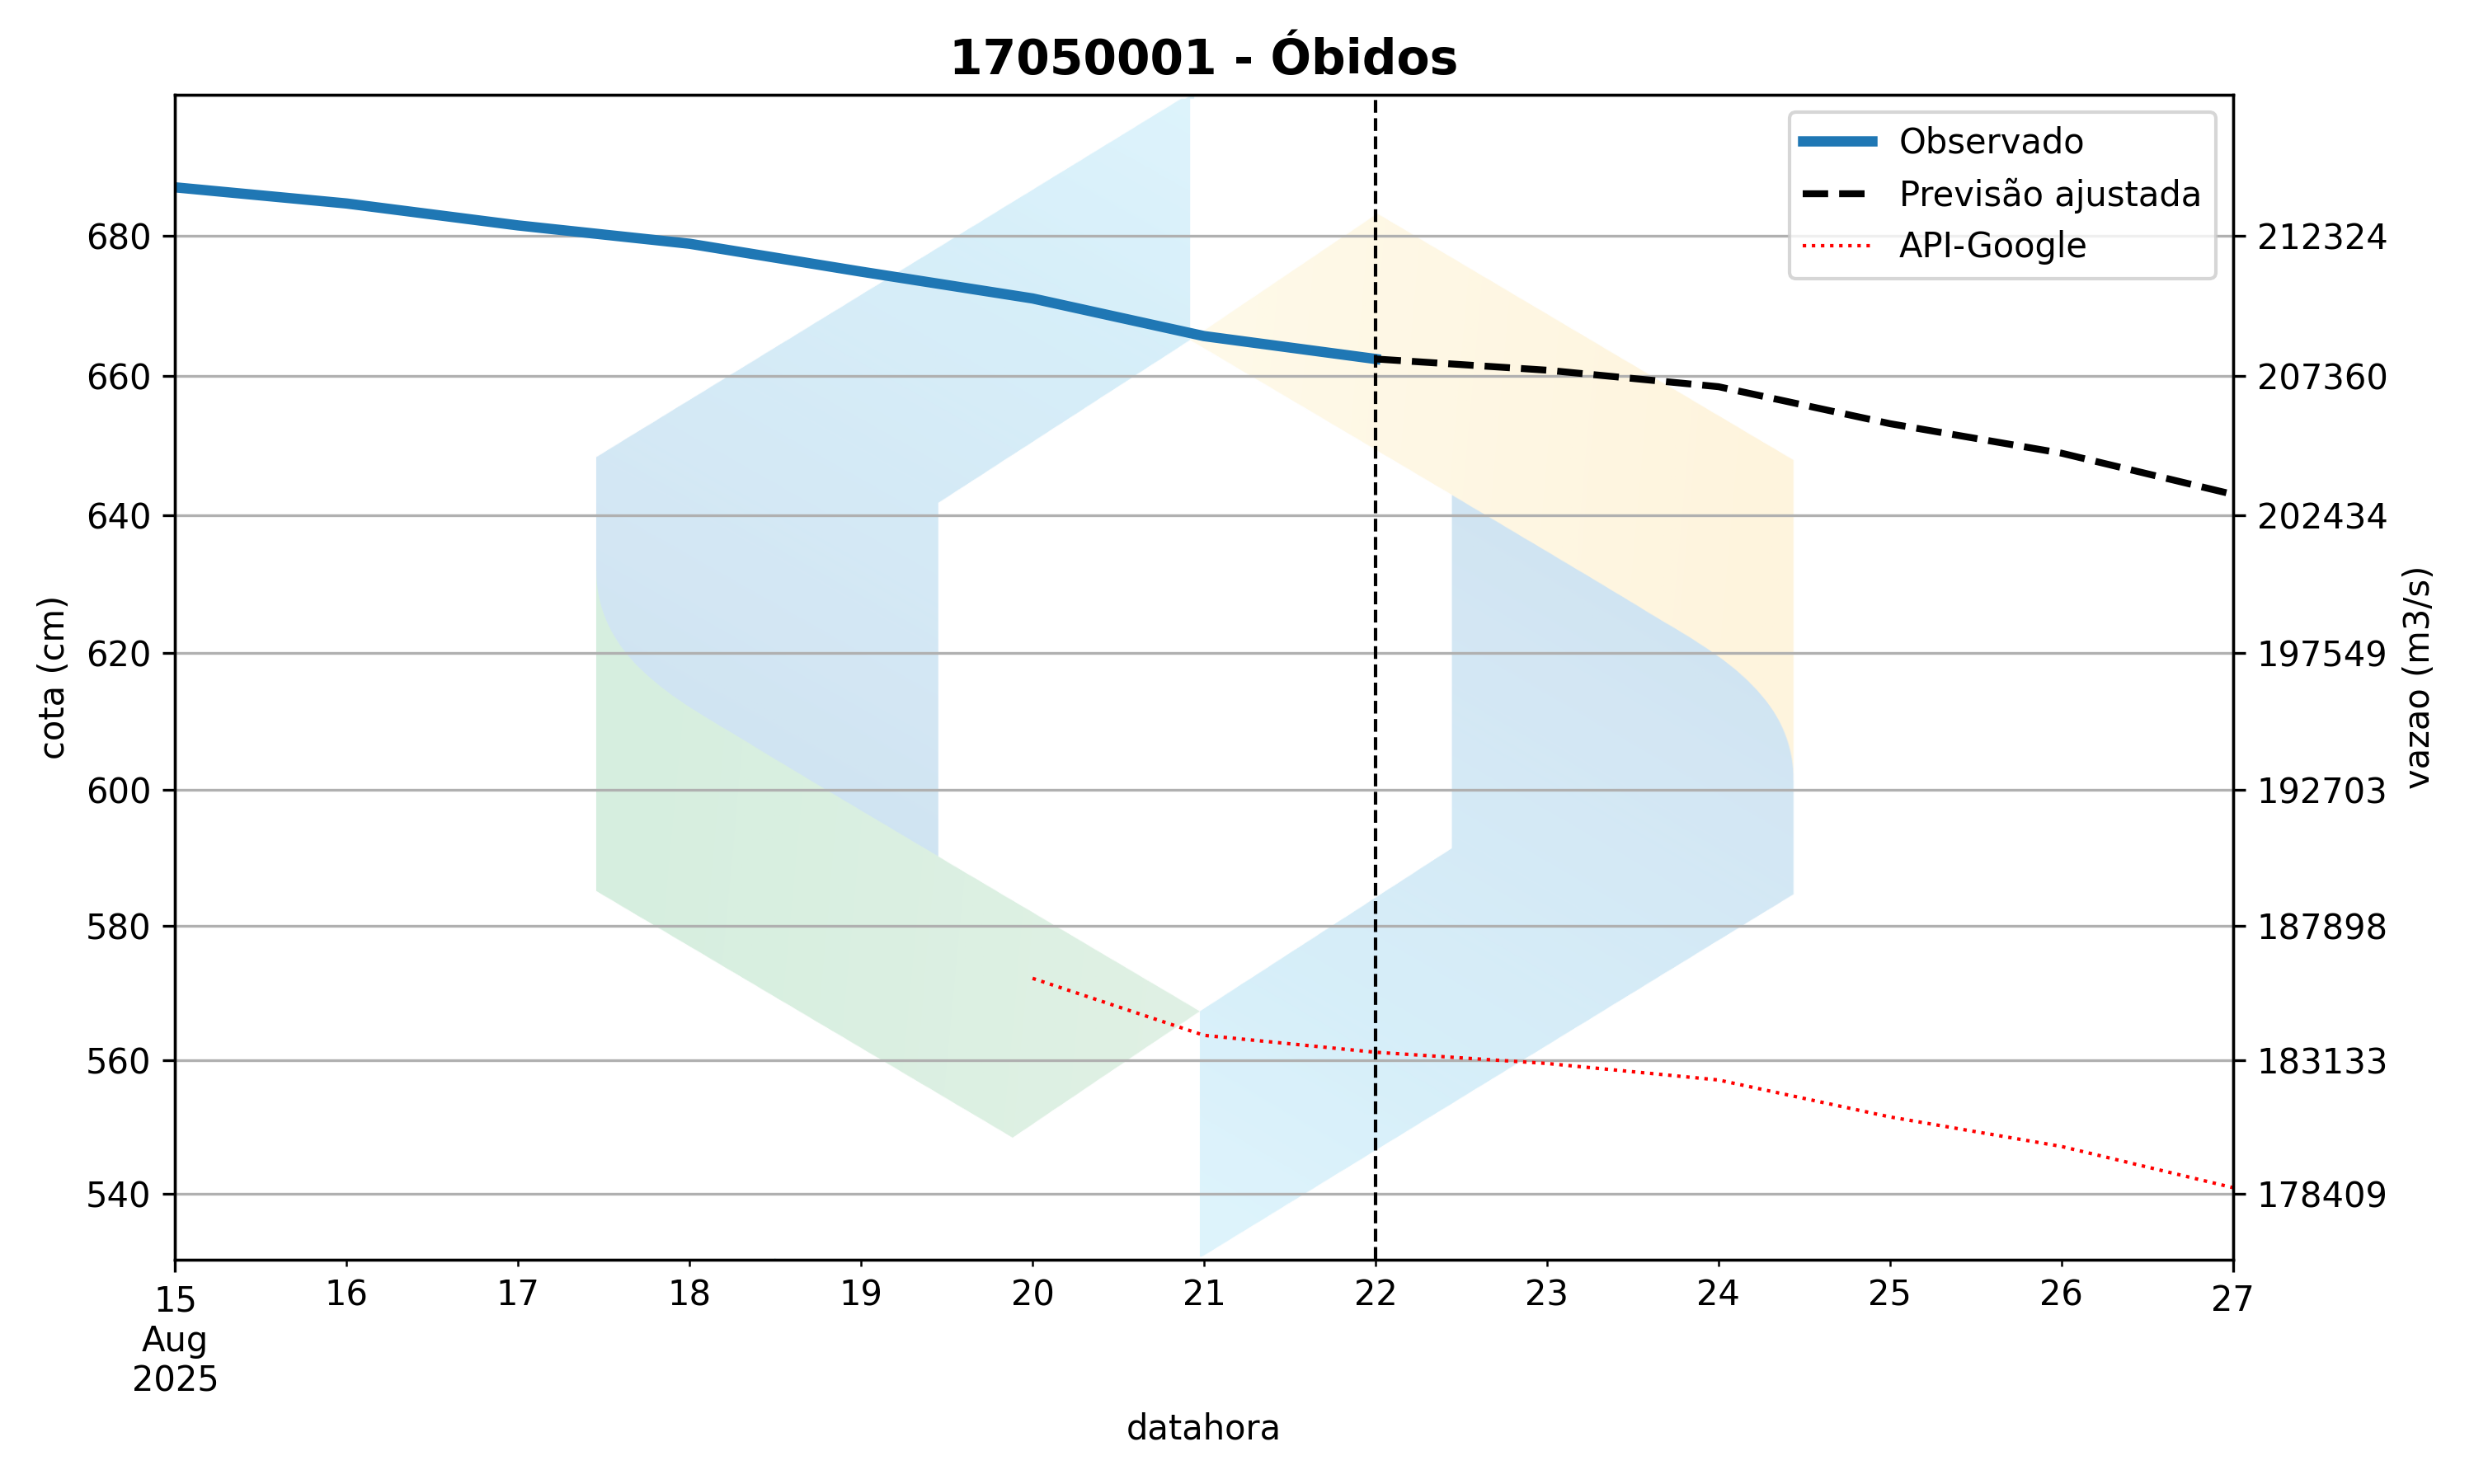 17050001 - Óbidos
Observado
Previsão ajustada
API-Google
680
660
640
620
600
580
560
540
cota (cm)
212324
207360
202434
197549
192703
187898
183133
178409
vazao (m3/s)
15 16 17 18 19 20 21 22 23 24 25 26 27
Aug
2025
datahora